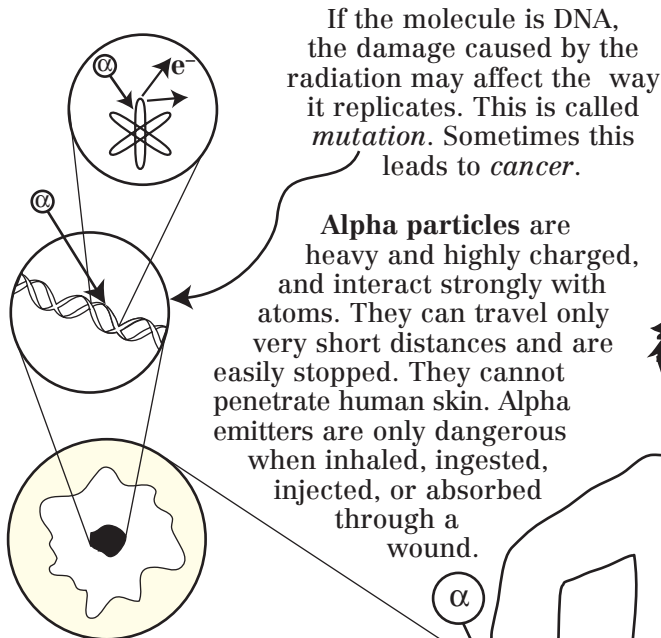 If the molecule is DNA,
the damage caused by the
radiation may affect the way
it replicates. This is called
mutation. Sometimes this
leads to cancer.
α
e⁻
α
Alpha particles are
heavy and highly charged,
and interact strongly with
atoms. They can travel only
very short distances and are
easily stopped. They cannot
penetrate human skin. Alpha
emitters are only dangerous
when inhaled, ingested,
injected, or absorbed
through a
wound.
α